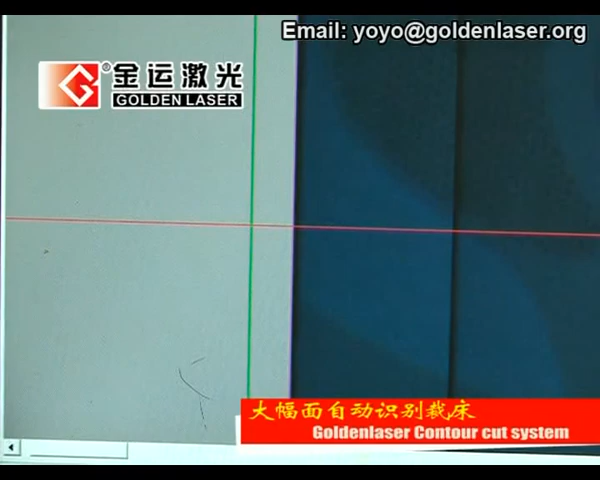 Email: yoyo@goldenlaser.org
金运激光
GOLDEN LASER
大幅面自动识别裁床
Goldenlaser Contour cut system